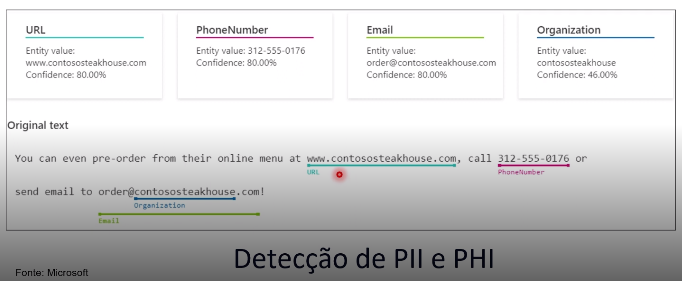 URL
Entity value:
www.contososteakhouse.com
Confidence: 80.00%
PhoneNumber
Entity value: 312-555-0176
Confidence: 80.00%
Email
Entity value:
order@contososteakhouse.com
Confidence: 80.00%
Organization
Entity value:
contososteakhouse
Confidence: 46.00%
Original text
You can even pre-order from their online menu at www.contososteakhouse.com, call 312-555-0176 or
URL PhoneNumber
send email to order@contososteakhouse.com!
Organization
Email
Detecção de PII e PHI
Fonte: Microsoft